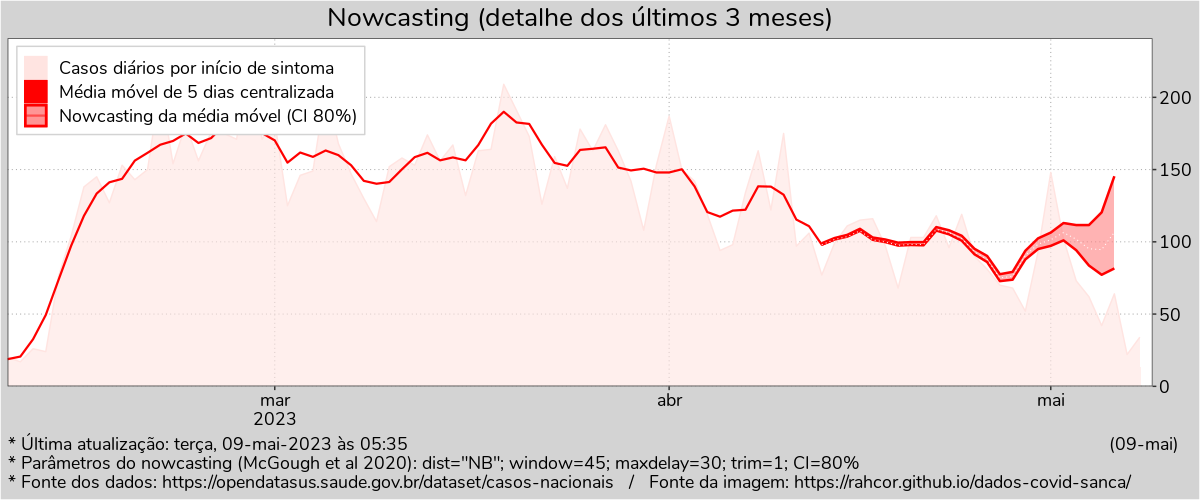 Nowcasting (detalhe dos últimos 3 meses)
Casos diários por início de sintoma
Média móvel de 5 dias centralizada
Nowcasting da média móvel (CI 80%)
200
150
100
50
0
mar
2023
abr
mai
* Última atualização: terça, 09-mai-2023 às 05:35
(09-mai)
* Parâmetros do nowcasting (McGough et al 2020): dist="NB"; window=45; maxdelay=30; trim=1; CI=80%
* Fonte dos dados: https://opendatasus.saude.gov.br/dataset/casos-nacionais / Fonte da imagem: https://rahcor.github.io/dados-covid-sanca/